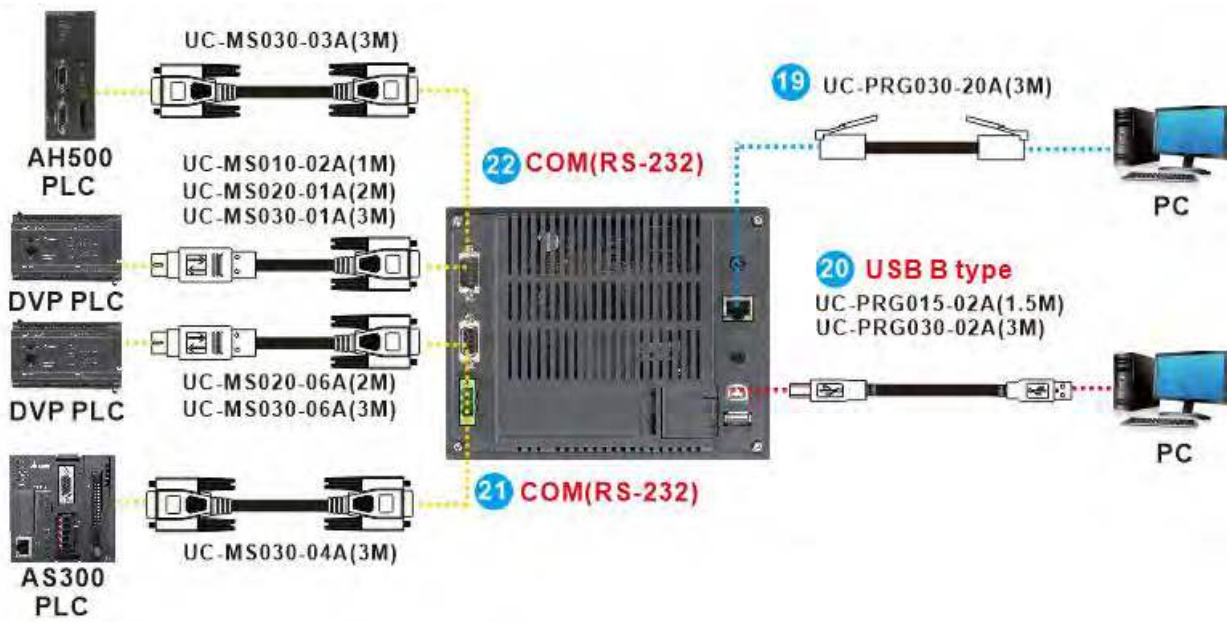 UC-MS030-03A(3M)
AH500
PLC
UC-MS010-02A(1M)
UC-MS020-01A(2M)
UC-MS030-01A(3M)
DVP PLC
DVP PLC
UC-MS020-06A(2M)
UC-MS030-06A(3M)
AS300
PLC
UC-MS030-04A(3M)
22 COM(RS-232)
21 COM(RS-232)
19 UC-PRG030-20A(3M)
PC
20 USB B type
UC-PRG015-02A(1.5M)
UC-PRG030-02A(3M)
PC